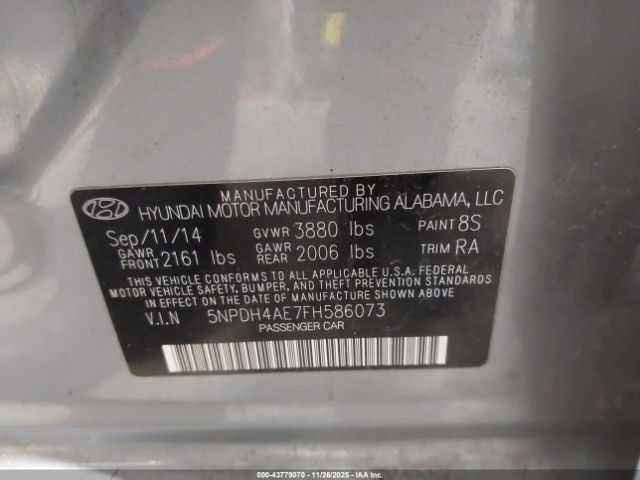 MANUFACTURED BY
HYUNDAI MOTOR MANUFACTURING ALABAMA, LLC
Sep/11/14 GVWR 3880 lbs PAINT 8S
GAWR FRONT 2161 lbs GAWR REAR 2006 lbs TRIM RA
THIS VEHICLE CONFORMS TO ALL APPLICABLE U.S.A. FEDERAL
MOTOR VEHICLE SAFETY, BUMPER, AND THEFT PREVENTION
STANDARDS IN EFFECT ON THE DATE OF MANUFACTURE SHOWN ABOVE.
V.I.N 5NPDH4AE7FH586073
PASSENGER CAR
000-43779070 - 11/26/2025 - IAAI